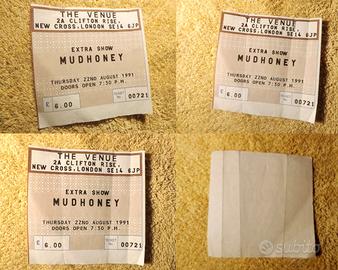 THE VENUE
2A CLIFTON RISE,
NEW CROSS,LONDON SE14 6JP
EXTRA SHOW
MUDHONEY
THURSDAY 22ND AUGUST 1991
DOORS OPEN 7:30 P.M.
£ 6.00
00721
THE VENUE
2A CLIFTON RISE,
NEW CROSS,LONDON SE14 6JP
EXTRA SHOW
MUDHONEY
THURSDAY 22ND AUGUST 1991
DOORS OPEN 7:30 P.M.
£ 6.00
00721
THE VENUE
2A CLIFTON RISE,
NEW CROSS,LONDON SE14 6JP
EXTRA SHOW
MUDHONEY
THURSDAY 22ND AUGUST 1991
DOORS OPEN 7:30 P.M.
£ 6.00
00721
subito